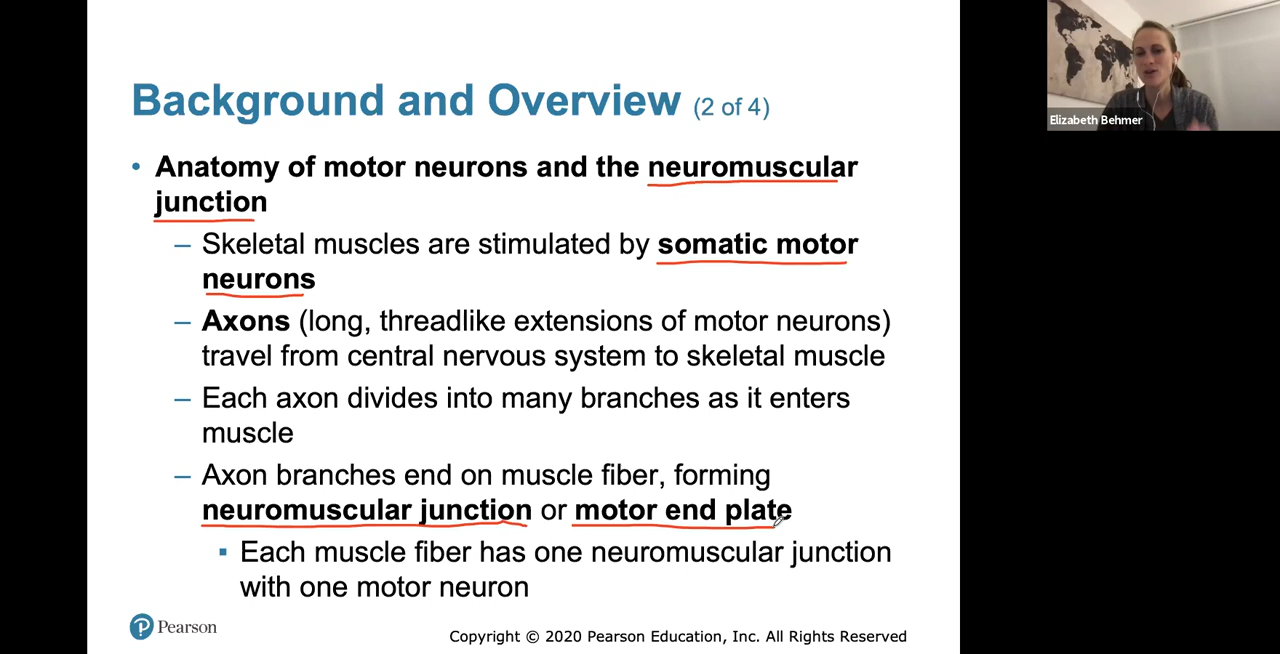 Background and Overview (2 of 4)
• Anatomy of motor neurons and the neuromuscular
junction
– Skeletal muscles are stimulated by somatic motor
neurons
– Axons (long, threadlike extensions of motor neurons)
travel from central nervous system to skeletal muscle
– Each axon divides into many branches as it enters
muscle
– Axon branches end on muscle fiber, forming
neuromuscular junction or motor end plate
▪ Each muscle fiber has one neuromuscular junction
with one motor neuron
Pearson
Copyright © 2020 Pearson Education, Inc. All Rights Reserved
Elizabeth Behmer